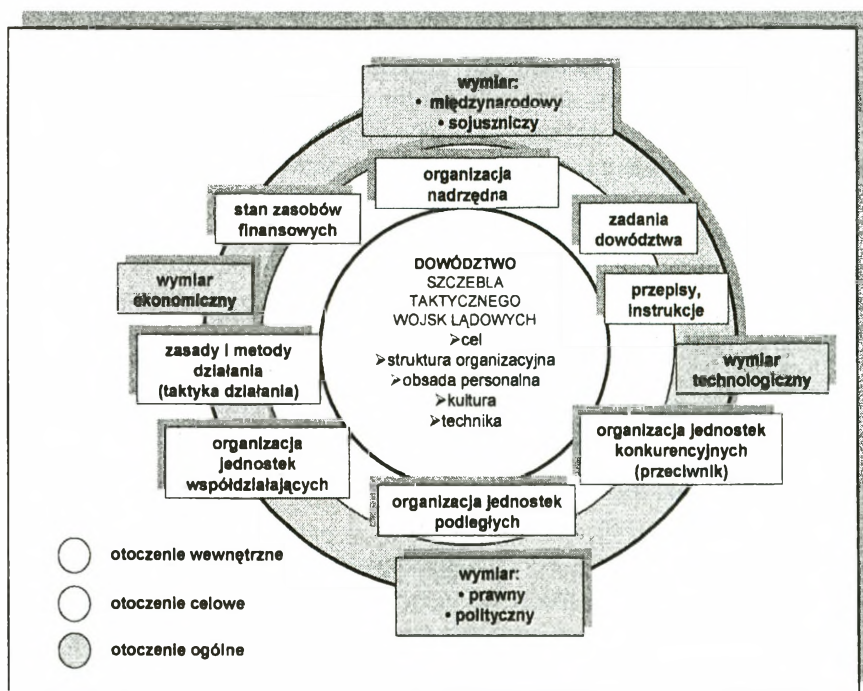 wymiar:
• międzynarodowy
• sojuszniczy
organizacja
nadrzędna
stan zasobów
finansowych
zadania
dowództwa
wymiar
ekonomiczny
przepisy,
instrukcje
DOWÓDZTWO
SZCZEBLA
TAKTYCZNEGO
WOJSK LĄDOWYCH
➢cel
➢struktura organizacyjna
➢obsada personalna
➢kultura
➢technika
zasady i metody
działania
(taktyka działania)
wymiar
technologiczny
organizacja
jednostek
współdziałających
organizacja jednostek
konkurencyjnych
(przeciwnik)
organizacja jednostek
podległych
wymiar:
• prawny
• polityczny
otoczenie wewnętrzne
otoczenie celowe
otoczenie ogólne